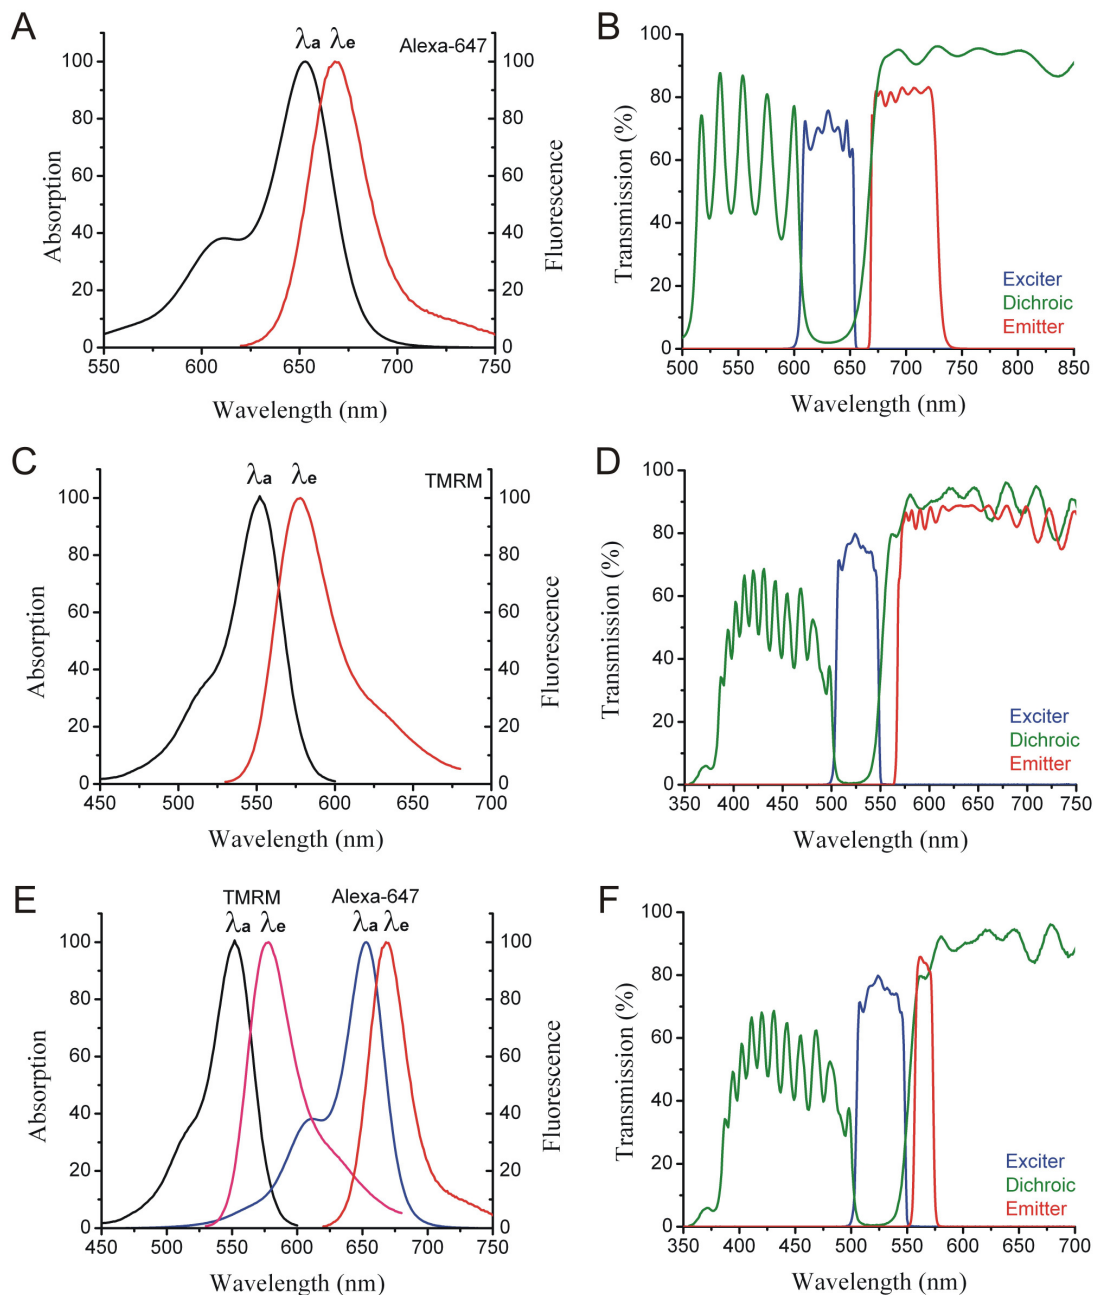 A
λa λe
Alexa-647
Absorption
100
80
60
40
20
0
100
80
60
40
20
0
Fluorescence
550 600 650 700 750
Wavelength (nm)
B
Transmission (%)
100
80
60
40
20
0
Exciter
Dichroic
Emitter
500 550 600 650 700 750 800 850
Wavelength (nm)
C
λa λe
TMRM
Absorption
100
80
60
40
20
0
100
80
60
40
20
0
Fluorescence
450 500 550 600 650 700
Wavelength (nm)
D
Transmission (%)
100
80
60
40
20
0
Exciter
Dichroic
Emitter
350 400 450 500 550 600 650 700 750
Wavelength (nm)
E
TMRM Alexa-647
λa λe λa λe
Absorption
100
80
60
40
20
0
100
80
60
40
20
0
Fluorescence
450 500 550 600 650 700 750
Wavelength (nm)
F
Transmission (%)
100
80
60
40
20
0
Exciter
Dichroic
Emitter
350 400 450 500 550 600 650 700
Wavelength (nm)